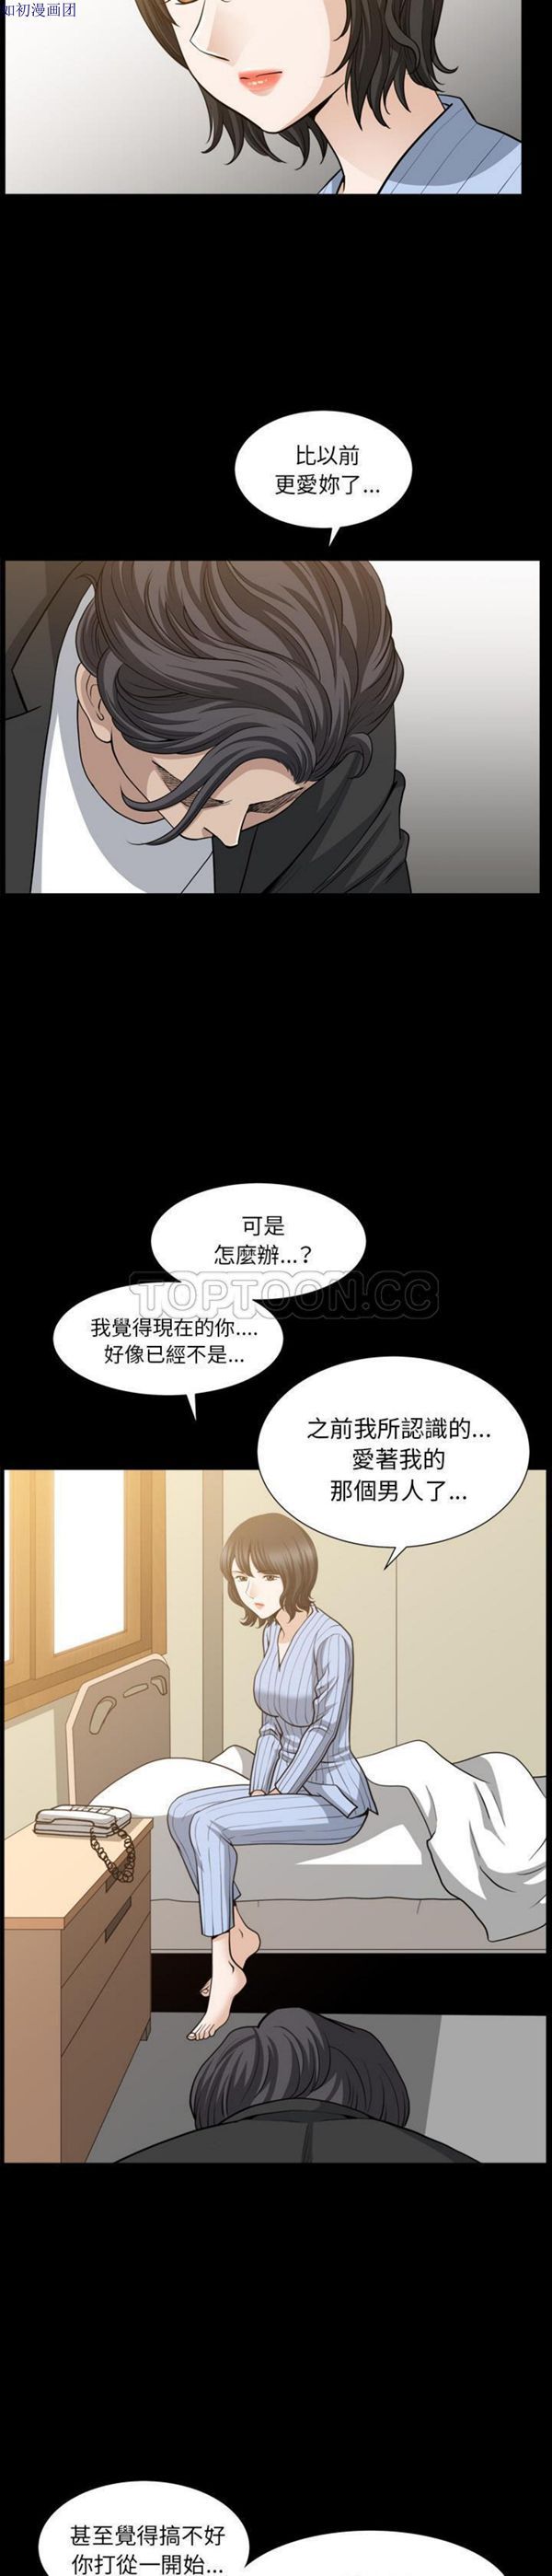 如初漫画团
比以前
更愛妳了...
可是
怎麼辦...？
TOPTOON.CC
我覺得現在的你....
好像已經不是...
之前我所認識的...
愛著我的
那個男人了...
甚至覺得搞不好
你打從一開始...